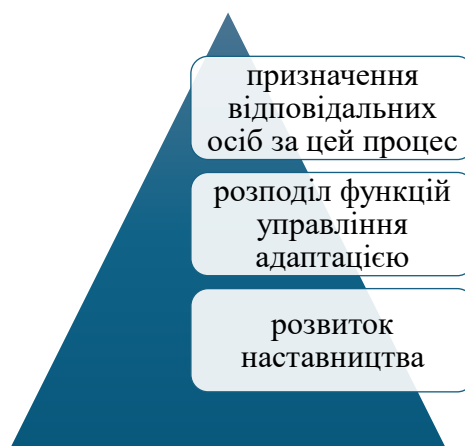 призначення
відповідальних
осіб за цей процес
розподіл функцій
управління
адаптацією
розвиток
наставництва